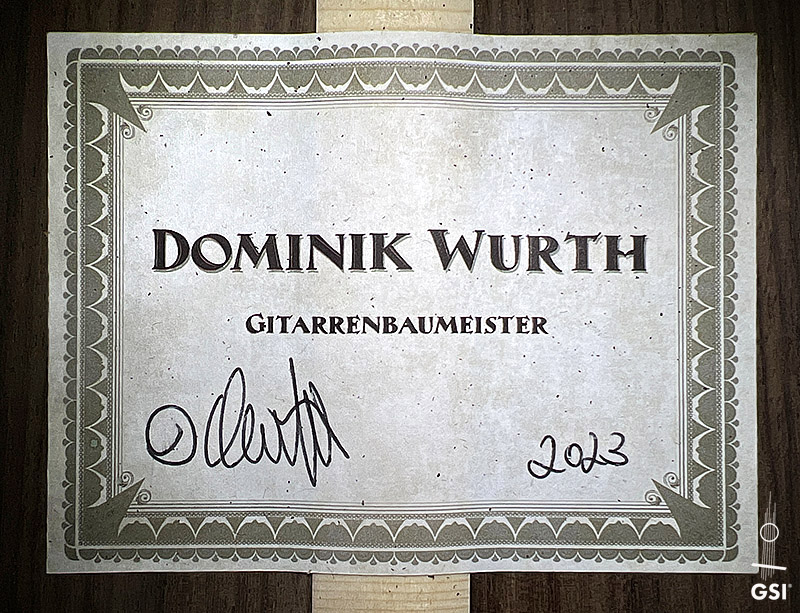 DOMINIK WURTH
GITARRENBAUMEISTER
2023
GSI